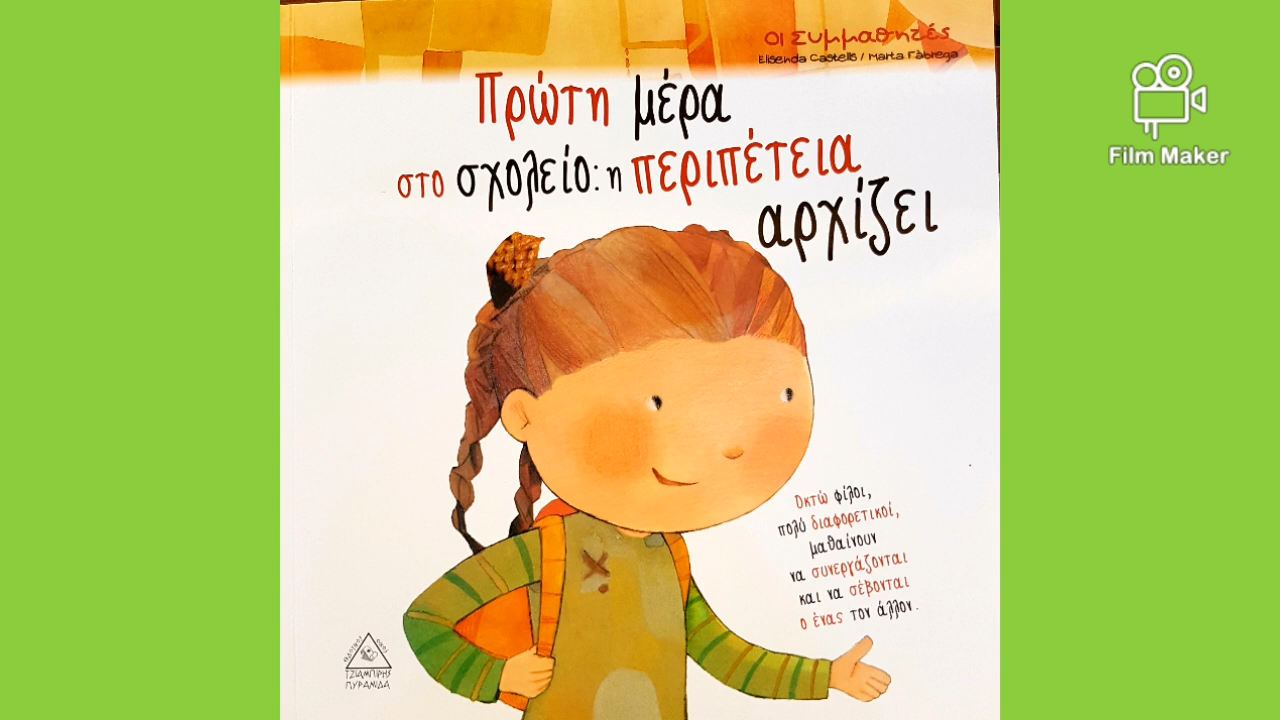 οι Συμμαθητές
Elisenda Castells / Marta Fàbrega
Πρώτη μέρα
στο σχολείο: η περιπέτεια
αρχίζει
Film Maker
Οκτώ φίλοι,
πολύ διαφορετικοί,
μαθαίνουν
να συνεργάζονται
και να σέβονται
ο ένας τον άλλον.
ΤΖΙΑΜΠΙΡΗΣ
ΠΥΡΑΜΙΔΑ